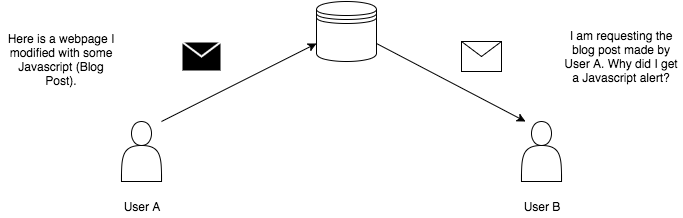 Here is a webpage I
modified with some
Javascript (Blog
Post).
I am requesting the
blog post made by
User A. Why did I get
a Javascript alert?
User A
User B